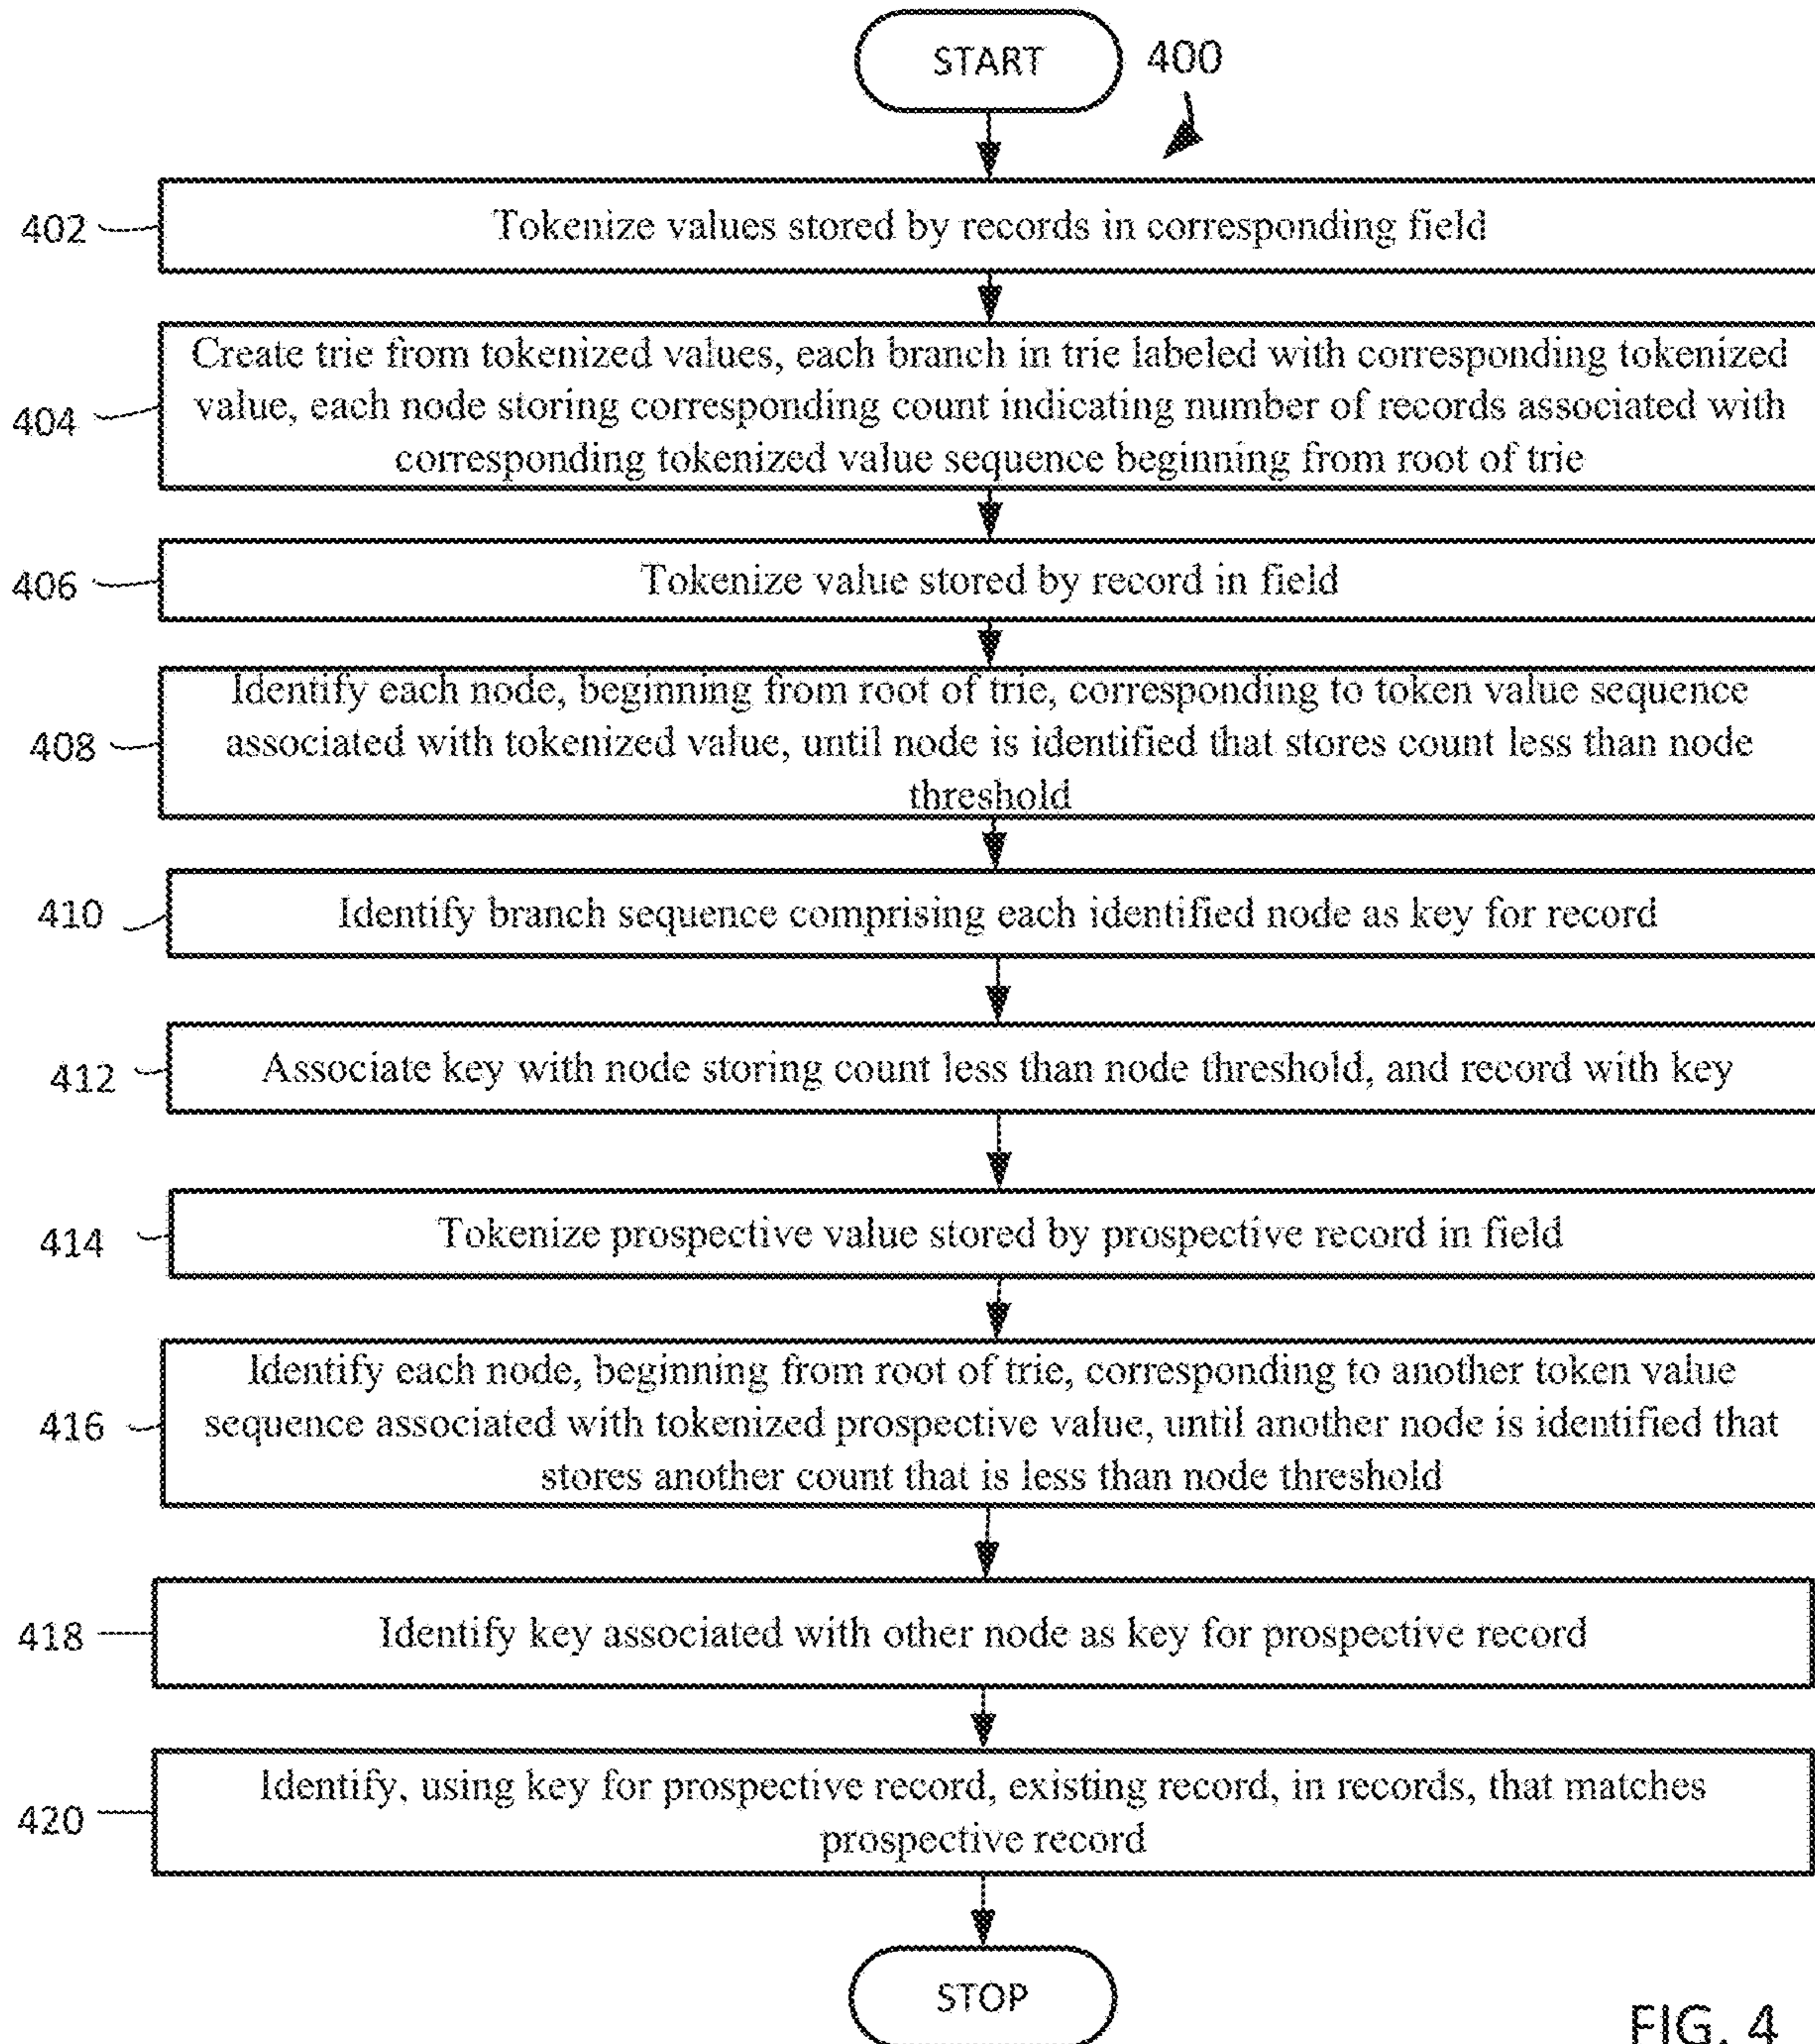 START
400
402
Tokenize values stored by records in corresponding field
Create trie from tokenized values, each branch in trie labeled with corresponding tokenized
value, each node storing corresponding count indicating number of records associated with
corresponding tokenized value sequence beginning from root of trie
404
406
Tokenize value stored by record in field
Identify each node, beginning from root of trie, corresponding to token value sequence
associated with tokenized value, until node is identified that stores count less than node
threshold
408
410
Identify branch sequence comprising each identified node as key for record
412
Associate key with node storing count less than node threshold, and record with key
414
Tokenize prospective value stored by prospective record in field
Identify each node, beginning from root of trie, corresponding to another token value
sequence associated with tokenized prospective value, until another node is identified that
stores another count that is less than node threshold
416
418
Identify key associated with other node as key for prospective record
Identify, using key for prospective record, existing record, in records, that matches
prospective record
420
STOP
FIG. 4